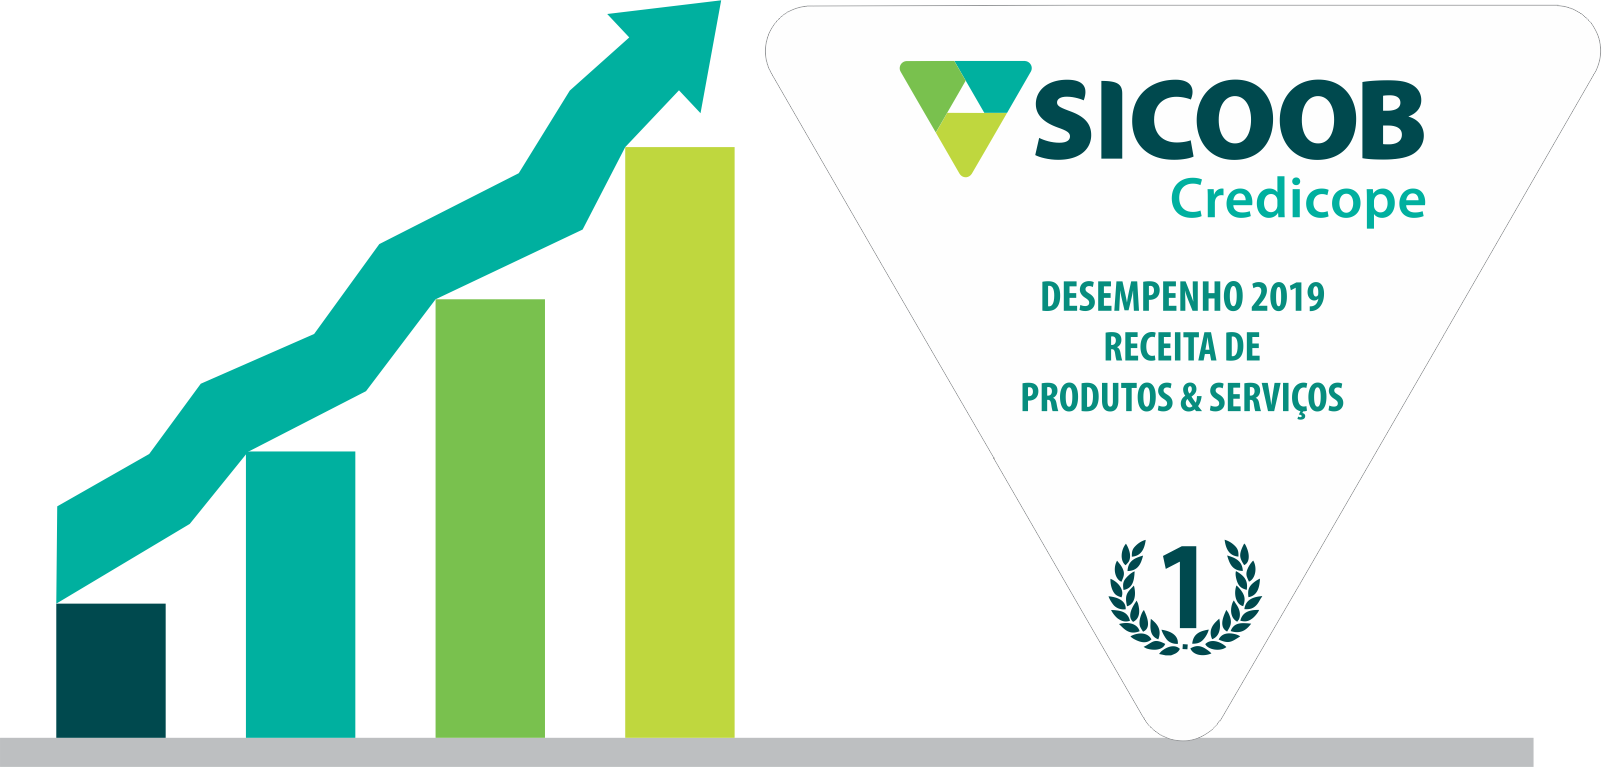 SICOOB
Credicope
DESEMPENHO 2019
RECEITA DE
PRODUTOS & SERVIÇOS
1